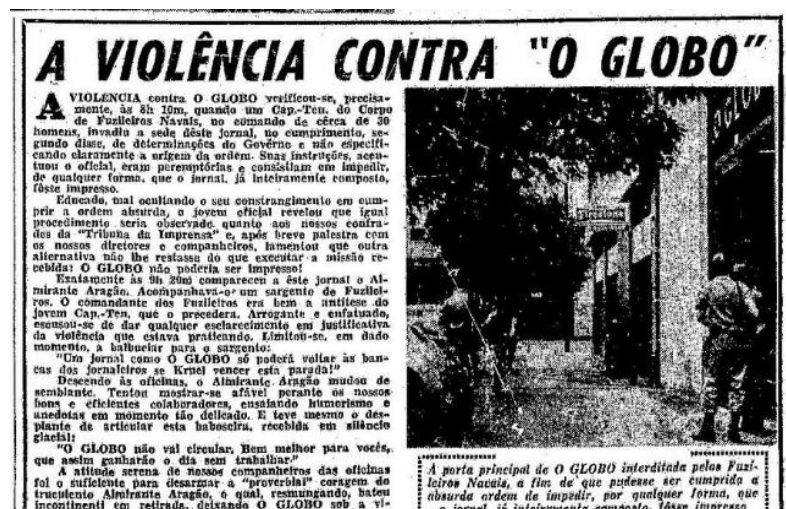 A VIOLÊNCIA CONTRA "O GLOBO"
A VIOLÊNCIA contra O GLOBO verificou-se, precisa-
mente, às 8h 10m, quando um Cap.-Ten. do Corpo
de Fuzileiros Navais, no comando de cêrca de 30
homens, invadiu a sede dêste jornal, no cumprimento, se-
gundo disse, de determinações do Govêrno e não especifi-
cando claramente a origem da ordem. Suas instruções, acen-
tuou o oficial, eram peremptórias e consistiam em impedir,
de qualquer forma, que o jornal, já inteiramente composto,
fôsse impresso.
Educado, mal ocultando o seu constrangimento em cum-
prir a ordem absurda, o jovem oficial revelou que igual
procedimento seria observado quanto aos nossos confra-
des da "Tribuna da Imprensa" e, após breve palestra com
os nossos diretores e companheiros, lamentou que outra
alternativa não lhe restasse do que executar a missão re-
cebida: O GLOBO não poderia ser impresso!
Exatamente às 9h 20m compareceu a êste jornal o Al-
mirante Aragão. Acompanhava-o um sargento de Fuzilei-
ros. O comandante dos Fuzileiros era bem a antítese do
jovem Cap.-Ten. que o precedera. Arrogante e enfatuado,
escusou-se de dar qualquer esclarecimento em justificativa
da violência que estava praticando. Limitou-se, em dado
momento, a balbuciar para o sargento:
"Um jornal como O GLOBO só poderá voltar às ban-
cas dos jornaleiros se Kruel vencer esta parada!"
Descendo às oficinas, o Almirante Aragão mudou de
semblante. Tentou mostrar-se afável perante os nossos
bons e eficientes colaboradores, ensaiando humorismo e
anedotas em momento tão delicado. E teve mesmo o des-
plante de articular esta baboseira, recebida em silêncio
glacial:
"O GLOBO não vai circular. Bem melhor para vocês,
que assim ganharão o dia sem trabalhar."
A atitude serena de nossos companheiros das oficinas
foi o suficiente para desarmar a "proverbial" coragem do
truculento Almirante Aragão, o qual, resmungando, bateu
incontinenti em retirada, deixando O GLOBO sob a vi-
Firestone
GLOBO
A porta principal de O GLOBO interditada pelos Fuzi-
leiros Navais, a fim de que pudesse ser cumprida a
absurda ordem de impedir, por qualquer forma, que
o jornal, já inteiramente composto, fôsse impresso